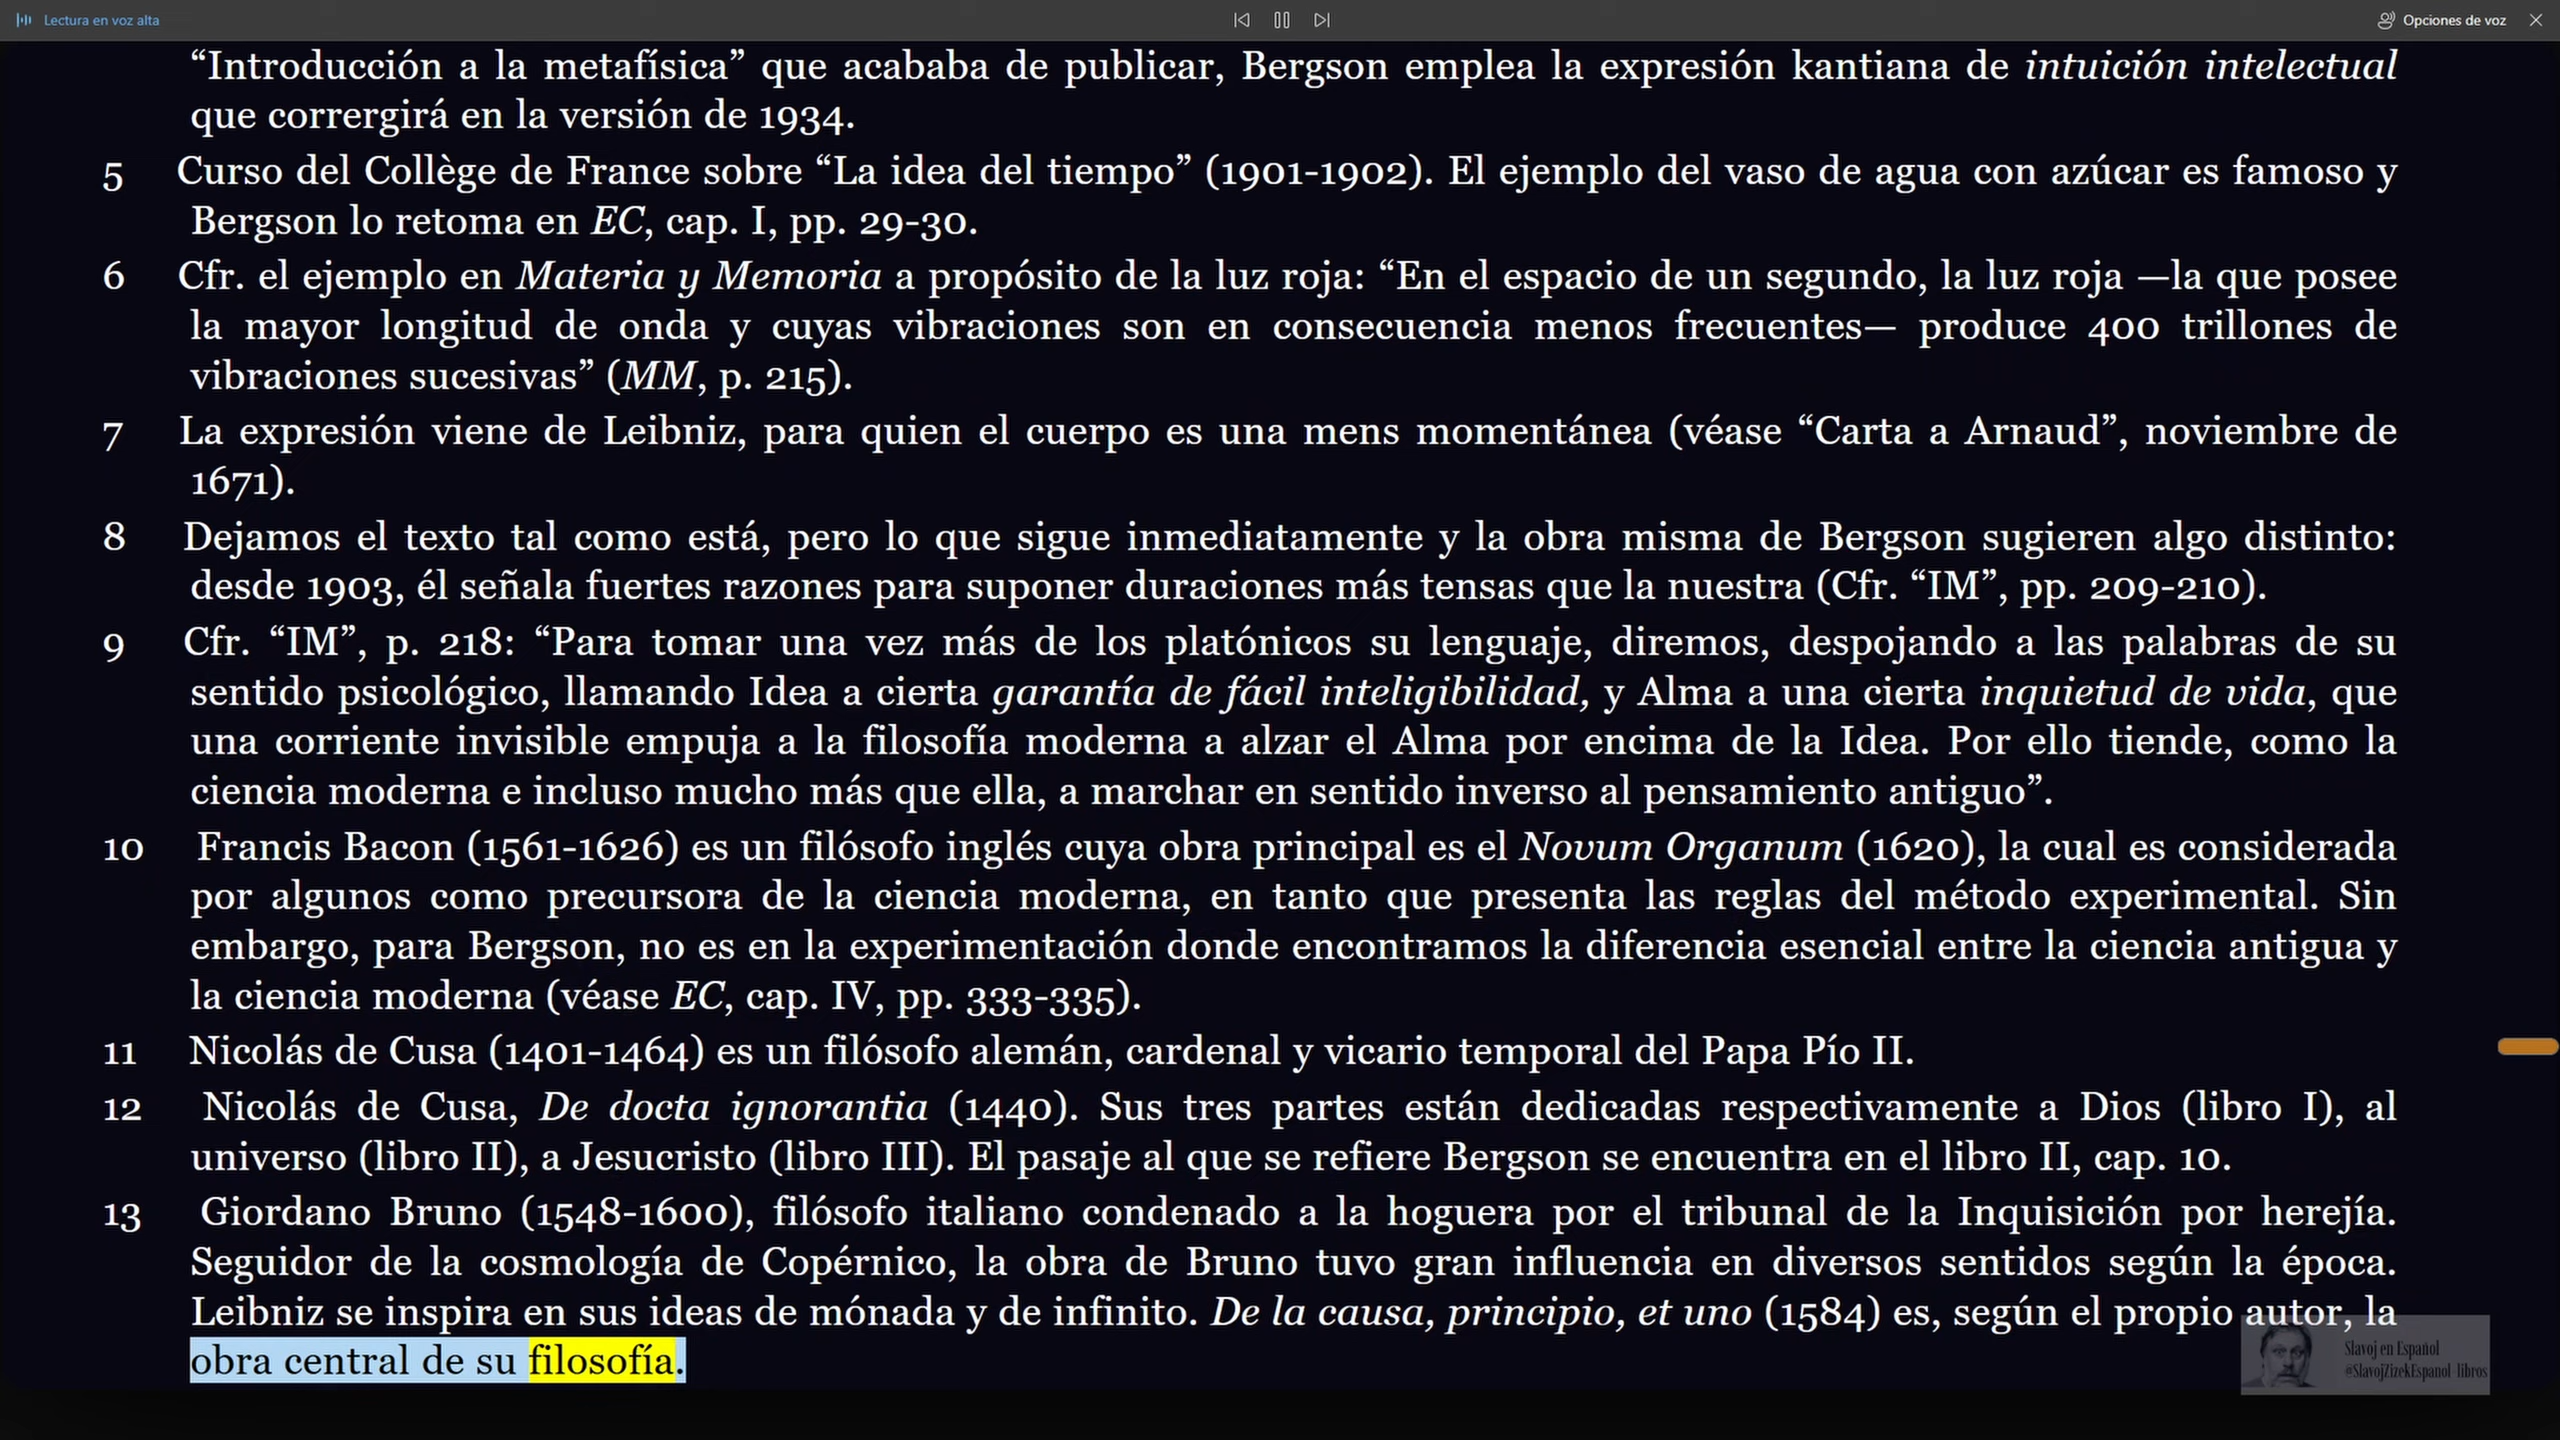 Lectura en voz alta
Opciones de voz
“Introducción a la metafísica” que acababa de publicar, Bergson emplea la expresión kantiana de intuición intelectual
que corrergirá en la versión de 1934.
5 Curso del Collège de France sobre “La idea del tiempo” (1901-1902). El ejemplo del vaso de agua con azúcar es famoso y
Bergson lo retoma en EC, cap. I, pp. 29-30.
6 Cfr. el ejemplo en Materia y Memoria a propósito de la luz roja: “En el espacio de un segundo, la luz roja —la que posee
la mayor longitud de onda y cuyas vibraciones son en consecuencia menos frecuentes— produce 400 trillones de
vibraciones sucesivas” (MM, p. 215).
7 La expresión viene de Leibniz, para quien el cuerpo es una mens momentánea (véase “Carta a Arnaud”, noviembre de
1671).
8 Dejamos el texto tal como está, pero lo que sigue inmediatamente y la obra misma de Bergson sugieren algo distinto:
desde 1903, él señala fuertes razones para suponer duraciones más tensas que la nuestra (Cfr. “IM”, pp. 209-210).
9 Cfr. “IM”, p. 218: “Para tomar una vez más de los platónicos su lenguaje, diremos, despojando a las palabras de su
sentido psicológico, llamando Idea a cierta garantía de fácil inteligibilidad, y Alma a una cierta inquietud de vida, que
una corriente invisible empuja a la filosofía moderna a alzar el Alma por encima de la Idea. Por ello tiende, como la
ciencia moderna e incluso mucho más que ella, a marchar en sentido inverso al pensamiento antiguo”.
10 Francis Bacon (1561-1626) es un filósofo inglés cuya obra principal es el Novum Organum (1620), la cual es considerada
por algunos como precursora de la ciencia moderna, en tanto que presenta las reglas del método experimental. Sin
embargo, para Bergson, no es en la experimentación donde encontramos la diferencia esencial entre la ciencia antigua y
la ciencia moderna (véase EC, cap. IV, pp. 333-335).
11 Nicolás de Cusa (1401-1464) es un filósofo alemán, cardenal y vicario temporal del Papa Pío II.
12 Nicolás de Cusa, De docta ignorantia (1440). Sus tres partes están dedicadas respectivamente a Dios (libro I), al
universo (libro II), a Jesucristo (libro III). El pasaje al que se refiere Bergson se encuentra en el libro II, cap. 10.
13 Giordano Bruno (1548-1600), filósofo italiano condenado a la hoguera por el tribunal de la Inquisición por herejía.
Seguidor de la cosmología de Copérnico, la obra de Bruno tuvo gran influencia en diversos sentidos según la época.
Leibniz se inspira en sus ideas de mónada y de infinito. De la causa, principio, et uno (1584) es, según el propio autor, la
obra central de su filosofía.
Slavoj en Español
@SlavojZizekEspanol libros